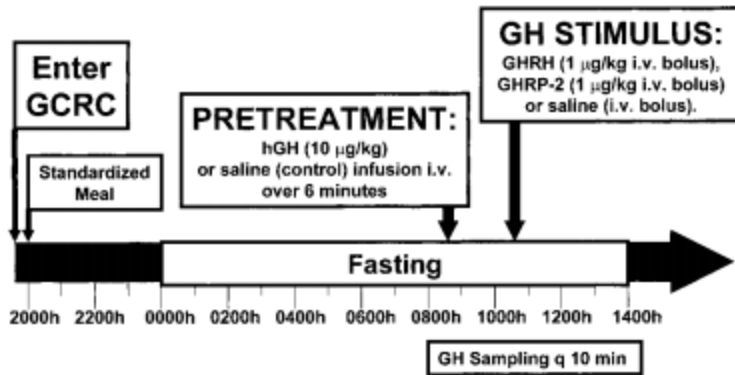 Enter
GCRC
Standardized
Meal
PRETREATMENT:
hGH (10 µg/kg)
or saline (control) infusion i.v.
over 6 minutes
GH STIMULUS:
GHRH (1 µg/kg i.v. bolus),
GHRP-2 (1 µg/kg i.v. bolus)
or saline (i.v. bolus).
Fasting
2000h 2200h 0000h 0200h 0400h 0600h 0800h 1000h 1200h 1400h
GH Sampling q 10 min